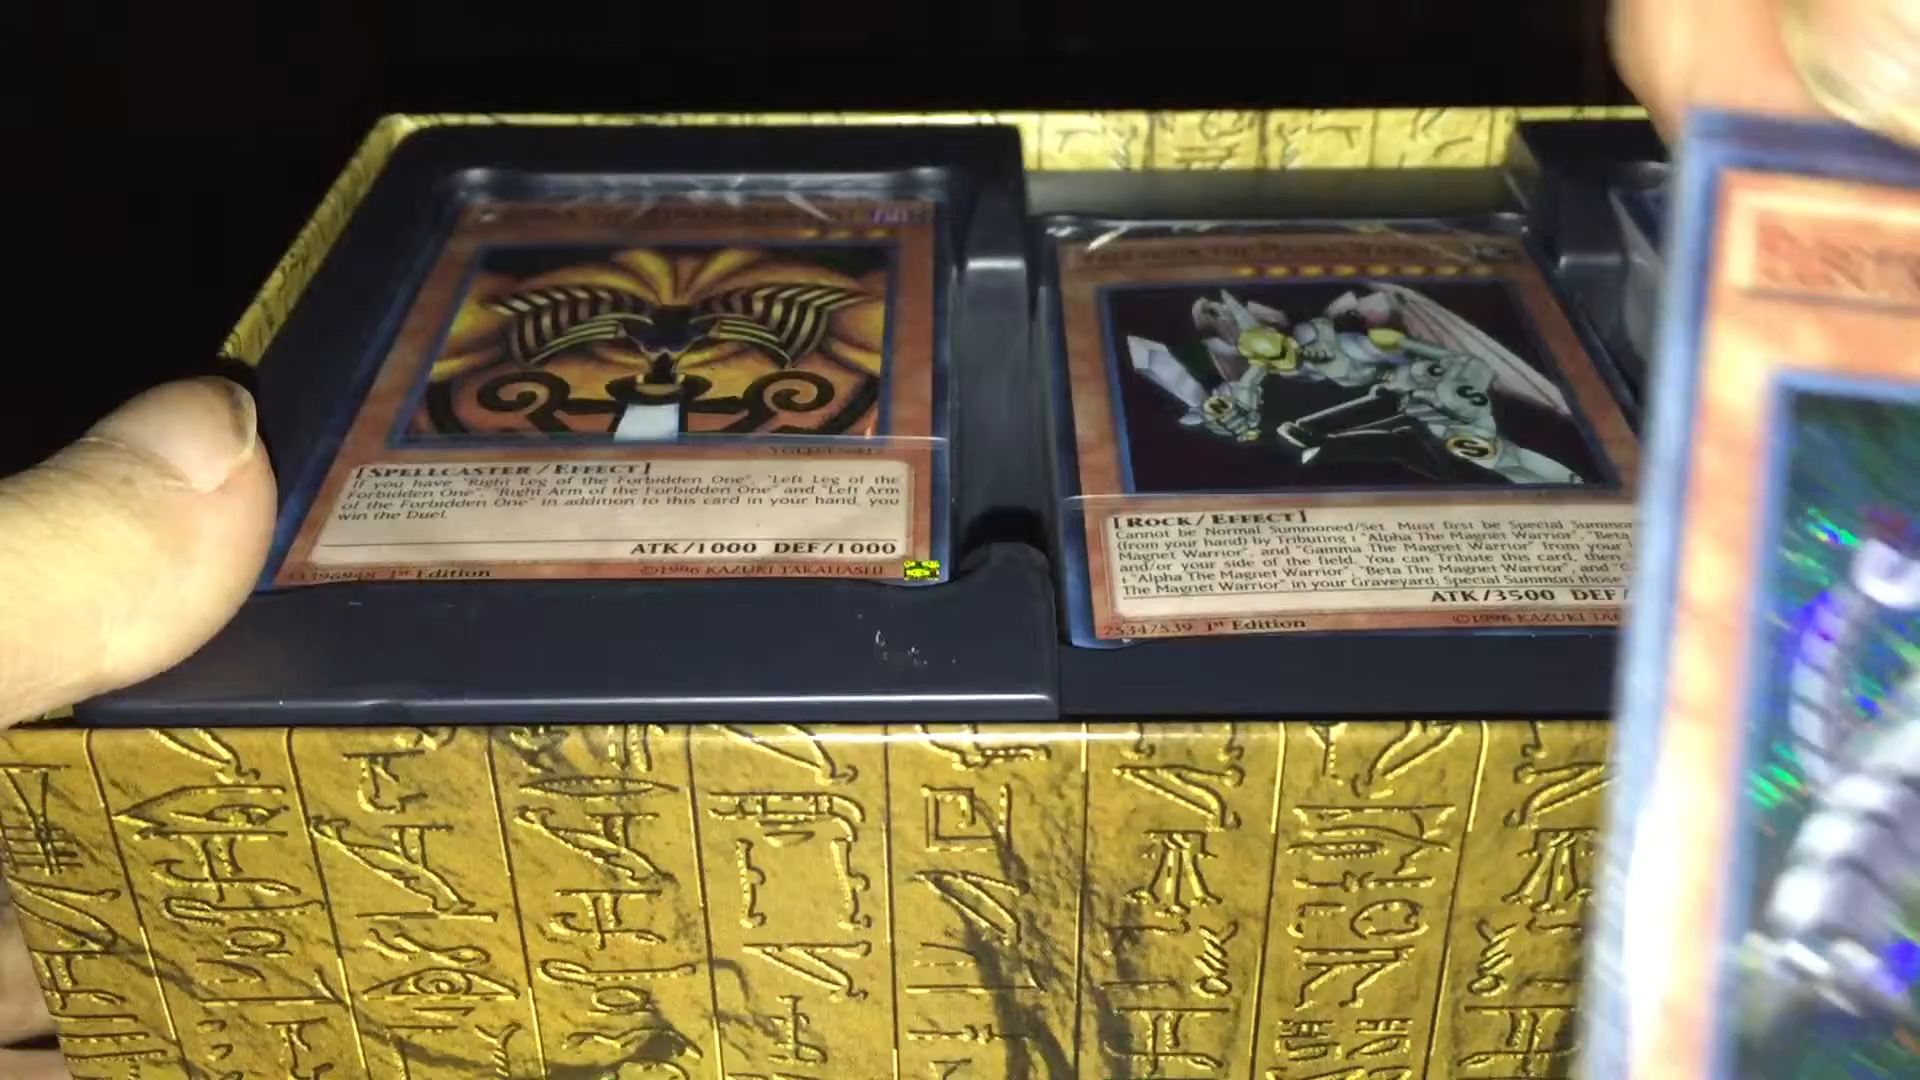 [SPELLCASTER/EFFECT]
If you have "Right Leg of the Forbidden One", "Left Leg of the
Forbidden One", "Right Arm of the Forbidden One" and "Left Arm
of the Forbidden One" in addition to this card in your hand, you
win the Duel.
ATK/1000 DEF/1000
33396948 1st Edition ©1996 KAZUKI TAKAHASHI
[ROCK/EFFECT]
Cannot be Normal Summoned/Set. Must first be Special Summon
(from your hand) by Tributing 1 "Alpha The Magnet Warrior", "Beta
Magnet Warrior", and "Gamma The Magnet Warrior" from your
and/or your side of the field. You can Tribute this card, then
1 "Alpha The Magnet Warrior", "Beta The Magnet Warrior", and "G
The Magnet Warrior" in your Graveyard; Special Summon those
ATK/3500 DEF/
75347539 1st Edition ©1996 KAZUKI TAK